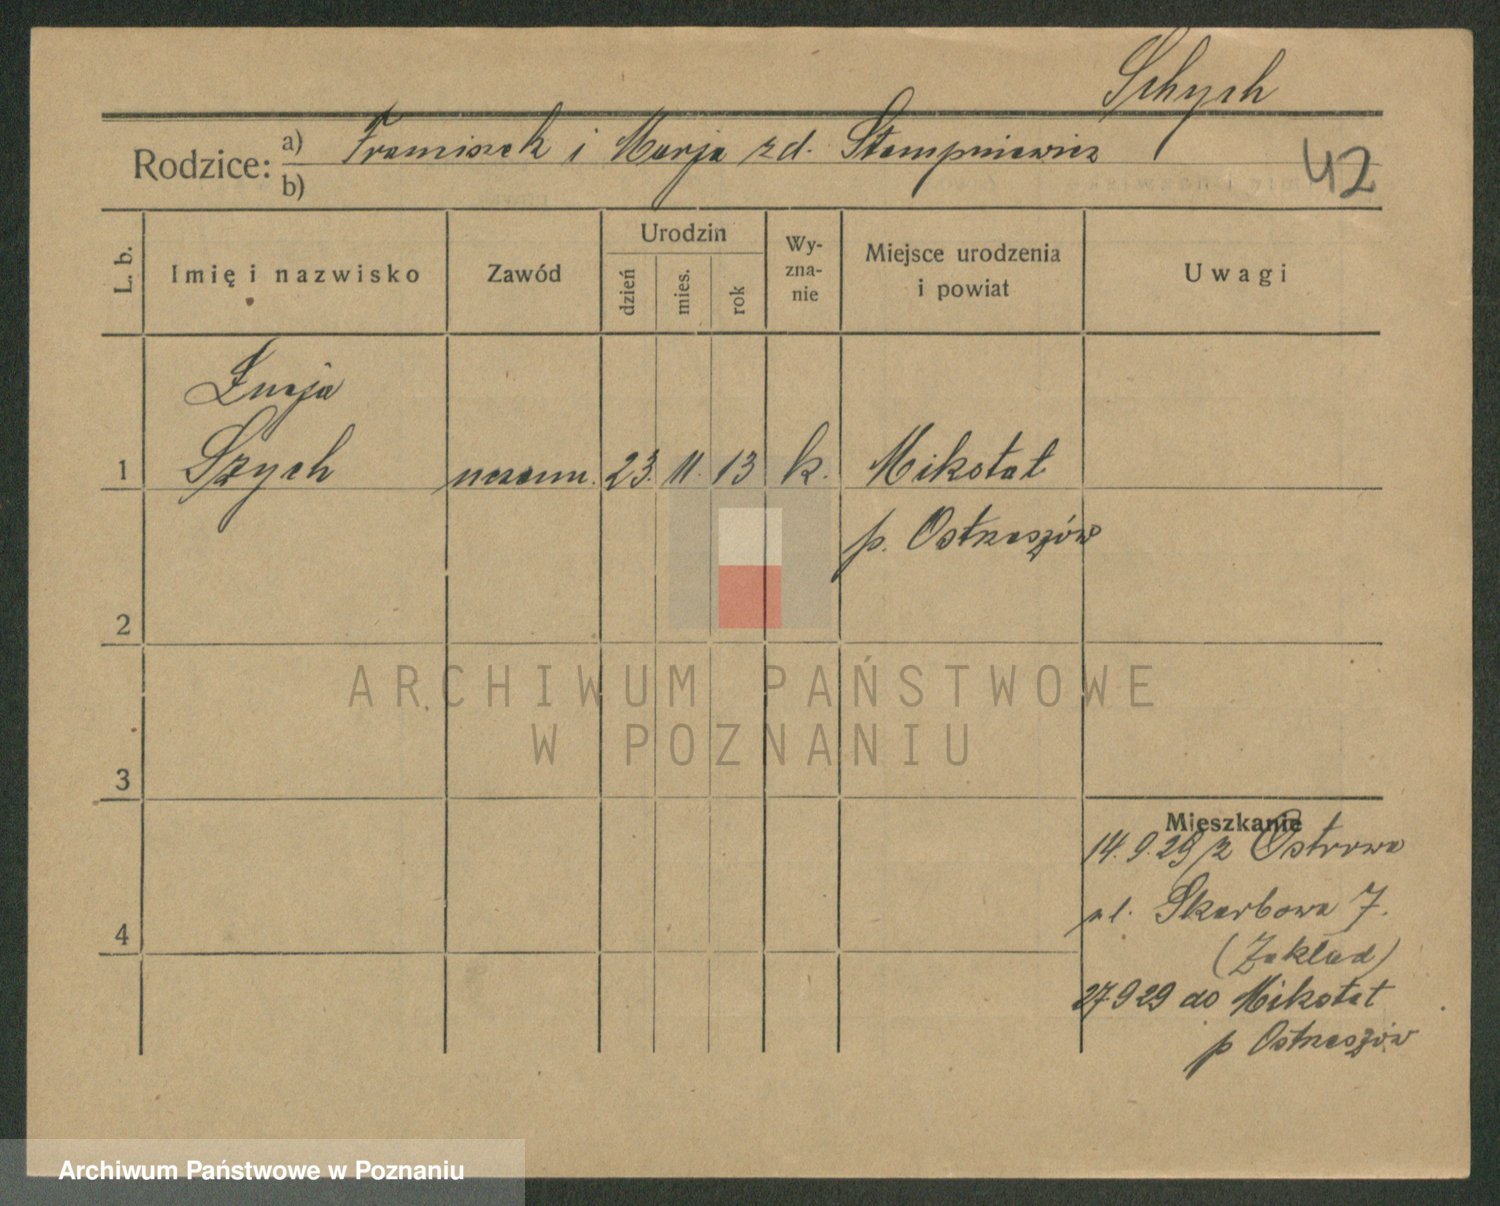 Schych
Rodzice: a) Franciszek i Marja zd. Stempniewicz
b)
42
L. b.
Imię i nazwisko
Zawód
Urodzin
dzień
mies.
rok
Wy-
zna-
nie
Miejsce urodzenia
i powiat
Uwagi
Łucja
1 Szych uczenn. 23. 11. 13 k. Mikstat
p. Ostrzeszów
2
ARCHIWUM PAŃSTWOWE
W POZNANIU
3
Mieszkanie
14.9.29 z Ostrowa
ul. Skarbowa 7.
4
(Zakład)
27 9 29 do Mikstat
p Ostrzeszów
Archiwum Państwowe w Poznaniu